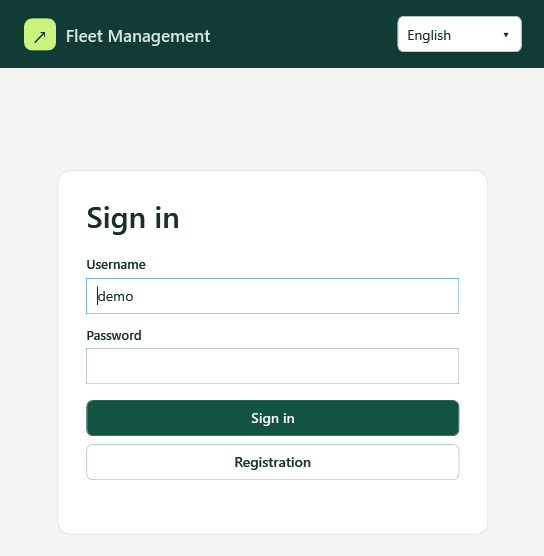 Fleet Management
English
Sign in
Username
demo
Password
Sign in
Registration